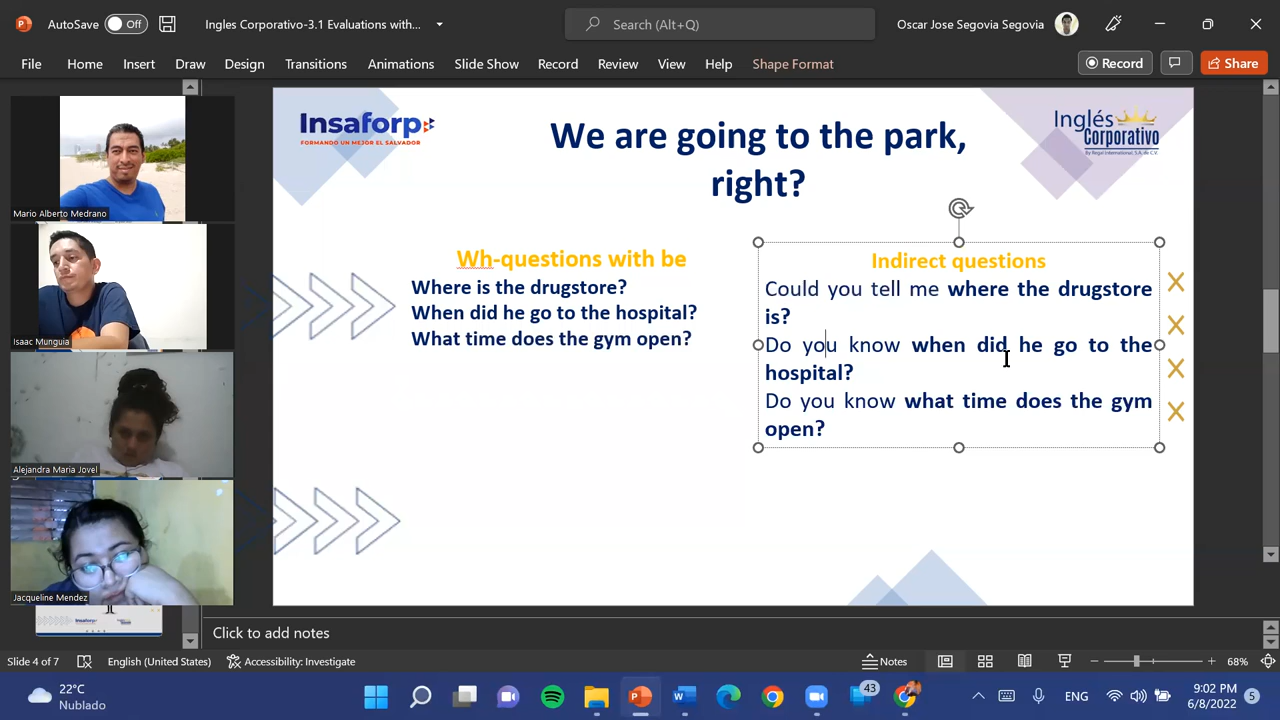 AutoSave
Off
Ingles Corporativo-3.1 Evaluations with...
Search (Alt+Q)
Oscar Jose Segovia Segovia
File
Home
Insert
Draw
Design
Transitions
Animations
Slide Show
Record
Review
View
Help
Shape Format
Record
Share
Mario Alberto Medrano
Isaac Munguia
Alejandra Maria Jovel
Jacqueline Mendez
Insaforp
FORMANDO UN MEJOR EL SALVADOR
We are going to the park,
right?
Inglés
Corporativo
By Regal International, S.A. de C.V.
Wh-questions with be
Where is the drugstore?
When did he go to the hospital?
What time does the gym open?
Indirect questions
Could you tell me where the drugstore
is?
Do you know when did he go to the
hospital?
Do you know what time does the gym
open?
Click to add notes
Slide 4 of 7
English (United States)
Accessibility: Investigate
Notes
68%
22°C
Nublado
43
ENG
9:02 PM
6/8/2022
5